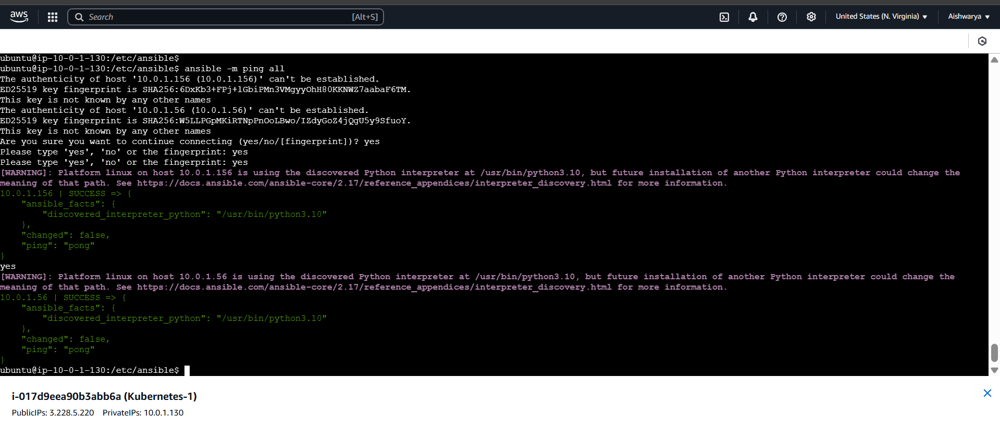 aws
Search
[Alt+S]
United States (N. Virginia)
Aishwarya
ubuntu@ip-10-0-1-130:/etc/ansible$
ubuntu@ip-10-0-1-130:/etc/ansible$ ansible -m ping all
The authenticity of host '10.0.1.156 (10.0.1.156)' can't be established.
ED25519 key fingerprint is SHA256:6DxKb3+FPj+lGbiPMn3VMgyyOhH80KKNWZ7aabaF6TM.
This key is not known by any other names
The authenticity of host '10.0.1.56 (10.0.1.56)' can't be established.
ED25519 key fingerprint is SHA256:W5LLPGpMKiRTNpPnOoLBwo/IZdyGoZ4jQgU5y9SfuoY.
This key is not known by any other names
Are you sure you want to continue connecting (yes/no/[fingerprint])? yes
Please type 'yes', 'no' or the fingerprint: yes
Please type 'yes', 'no' or the fingerprint: yes
[WARNING]: Platform linux on host 10.0.1.156 is using the discovered Python interpreter at /usr/bin/python3.10, but future installation of another Python interpreter could change the
meaning of that path. See https://docs.ansible.com/ansible-core/2.17/reference_appendices/interpreter_discovery.html for more information.
10.0.1.156 | SUCCESS => {
    "ansible_facts": {
        "discovered_interpreter_python": "/usr/bin/python3.10"
    },
    "changed": false,
    "ping": "pong"
}
yes
[WARNING]: Platform linux on host 10.0.1.56 is using the discovered Python interpreter at /usr/bin/python3.10, but future installation of another Python interpreter could change the
meaning of that path. See https://docs.ansible.com/ansible-core/2.17/reference_appendices/interpreter_discovery.html for more information.
10.0.1.56 | SUCCESS => {
    "ansible_facts": {
        "discovered_interpreter_python": "/usr/bin/python3.10"
    },
    "changed": false,
    "ping": "pong"
}
ubuntu@ip-10-0-1-130:/etc/ansible$
i-017d9eea90b3abb6a (Kubernetes-1)
PublicIPs: 3.228.5.220 PrivateIPs: 10.0.1.130